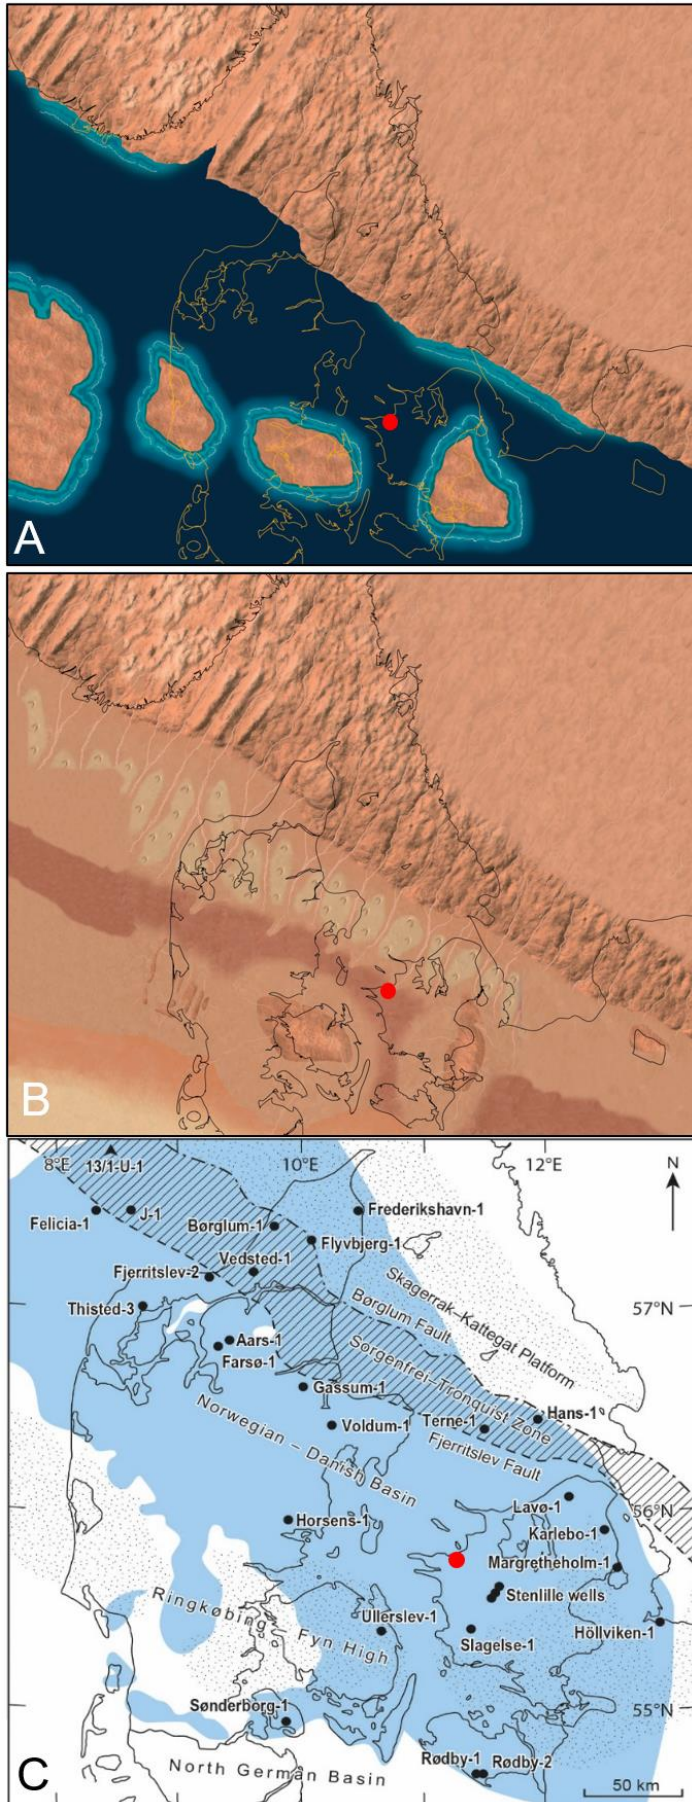 A
B
8°E
13/1-U-1
10°E
12°E
N
Felicia-1
J-1
Børglum-1
Frederikshavn-1
Flyvbjerg-1
Vedsted-1
Fjerritslev-2
Skagerrak-Kattegat Platform
Børglum Fault
57°N
Thisted-3
Aars-1
Farsø-1
Sorgenfrei-Tronquist Zone
Gassum-1
Hans-1
Terne-1
Voldum-1
Fjerritslev Fault
Norwegian – Danish Basin
56°N
Lavø-1
Horsens-1
Karlebo-1
Margretheholm-1
Stenlille wells
Ringkøbing – Fyn High
Ullerslev-1
Slagelse-1
Höllviken-1
55°N
Sønderborg-1
Rødby-1
Rødby-2
C
North German Basin
50 km